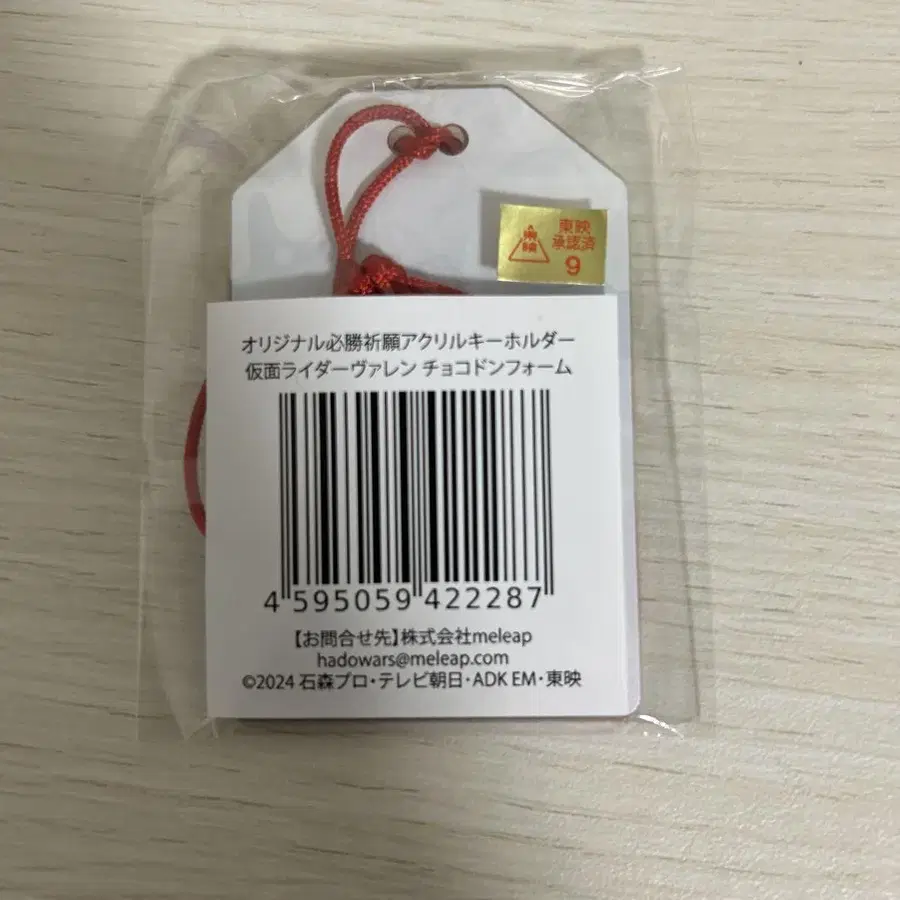 東映
東映
承認済
9
オリジナル必勝祈願アクリルキーホルダー
仮面ライダーヴァレン チョコドンフォーム
4 595059 422287
【お問合せ先】株式会社meleap
hadowars@meleap.com
©2024 石森プロ・テレビ朝日・ADK EM・東映